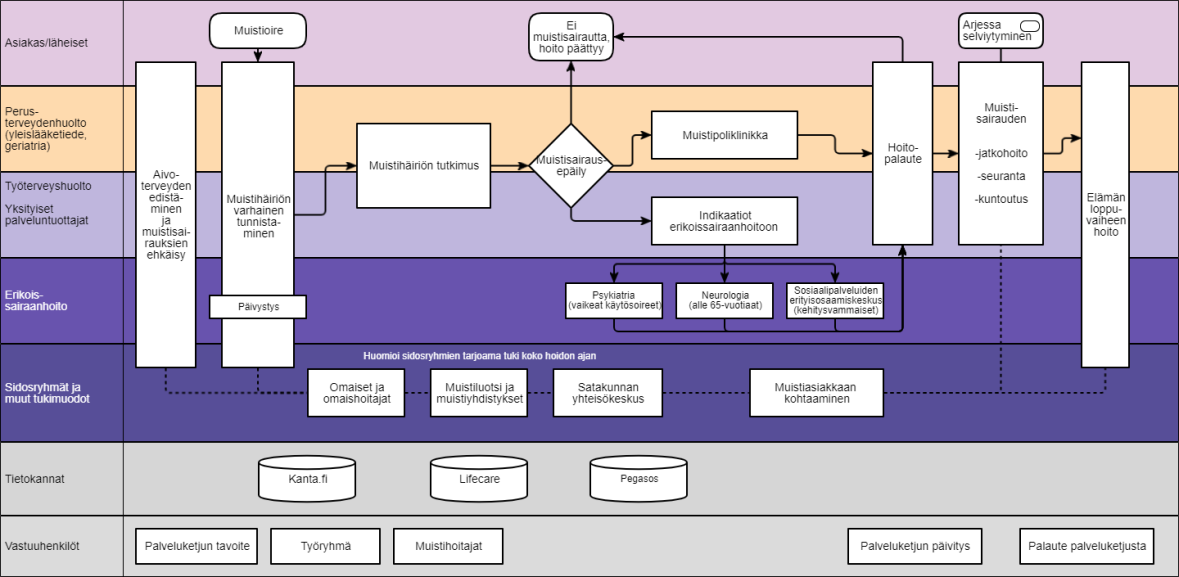 Asiakas/läheiset
Muistioire
Ei
muistisairautta,
hoito päättyy
Arjessa
selviytyminen
Perus-
terveydenhuolto
(yleislääketiede,
geriatria)
Työterveyshuolto
Yksityiset
palveluntuottajat
Aivo-
terveyden
edistä-
minen
ja
muistisai-
rauksien
ehkäisy
Muistihäiriön
varhainen
tunnista-
minen
Muistihäiriön tutkimus
Muistisairaus-
epäily
Muistipoliklinikka
Indikaatiot
erikoissairaanhoitoon
Hoito-
palaute
Muisti-
sairauden
-jatkohoito
-seuranta
-kuntoutus
Elämän
loppu-
vaiheen
hoito
Erikois-
sairaanhoito
Päivystys
Psykiatria
(vaikeat käytösoireet)
Neurologia
(alle 65-vuotiaat)
Sosiaalipalveluiden
erityisosaamiskeskus
(kehitysvammaiset)
Huomioi sidosryhmien tarjoama tuki koko hoidon ajan
Sidosryhmät ja
muut tukimuodot
Omaiset ja
omaishoitajat
Muistiluotsi ja
muistiyhdistykset
Satakunnan
yhteisökeskus
Muistiasiakkaan
kohtaaminen
Tietokannat
Kanta.fi
Lifecare
Pegasos
Vastuuhenkilöt
Palveluketjun tavoite
Työryhmä
Muistihoitajat
Palveluketjun päivitys
Palaute palveluketjusta